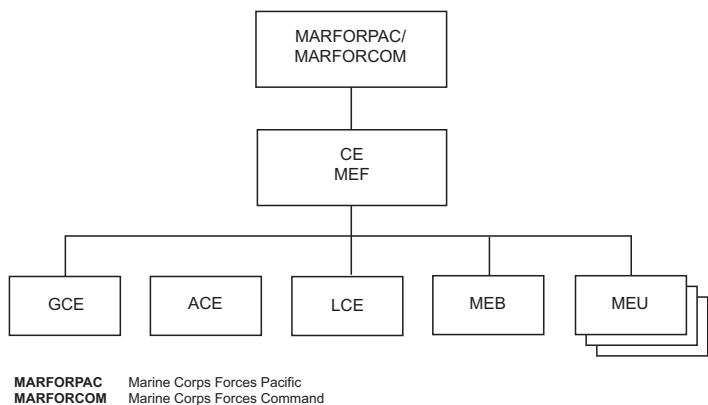 MARFORPAC/
MARFORCOM
CE
MEF
GCE
ACE
LCE
MEB
MEU
MARFORPAC Marine Corps Forces Pacific
MARFORCOM Marine Corps Forces Command